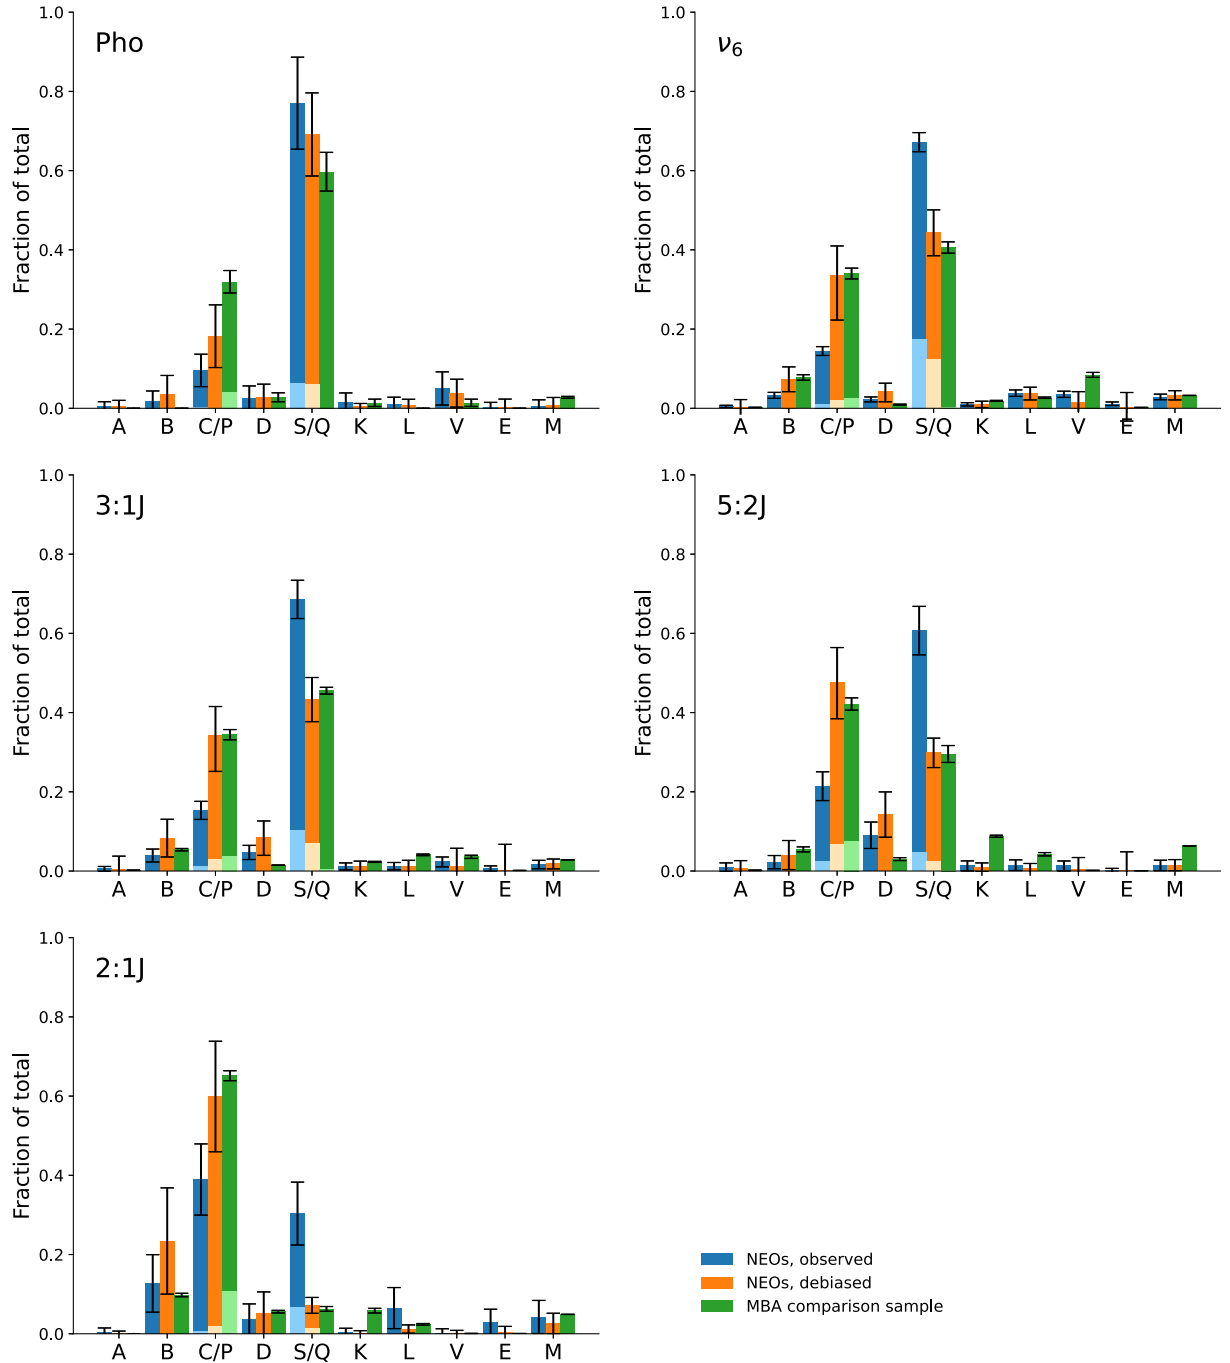 Pho
Fraction of total
1.0
0.8
0.6
0.4
0.2
0.0
A B C/P D S/Q K L V E M
ν6
Fraction of total
1.0
0.8
0.6
0.4
0.2
0.0
A B C/P D S/Q K L V E M
3:1J
Fraction of total
1.0
0.8
0.6
0.4
0.2
0.0
A B C/P D S/Q K L V E M
5:2J
Fraction of total
1.0
0.8
0.6
0.4
0.2
0.0
A B C/P D S/Q K L V E M
2:1J
Fraction of total
1.0
0.8
0.6
0.4
0.2
0.0
A B C/P D S/Q K L V E M
NEOs, observed
NEOs, debiased
MBA comparison sample